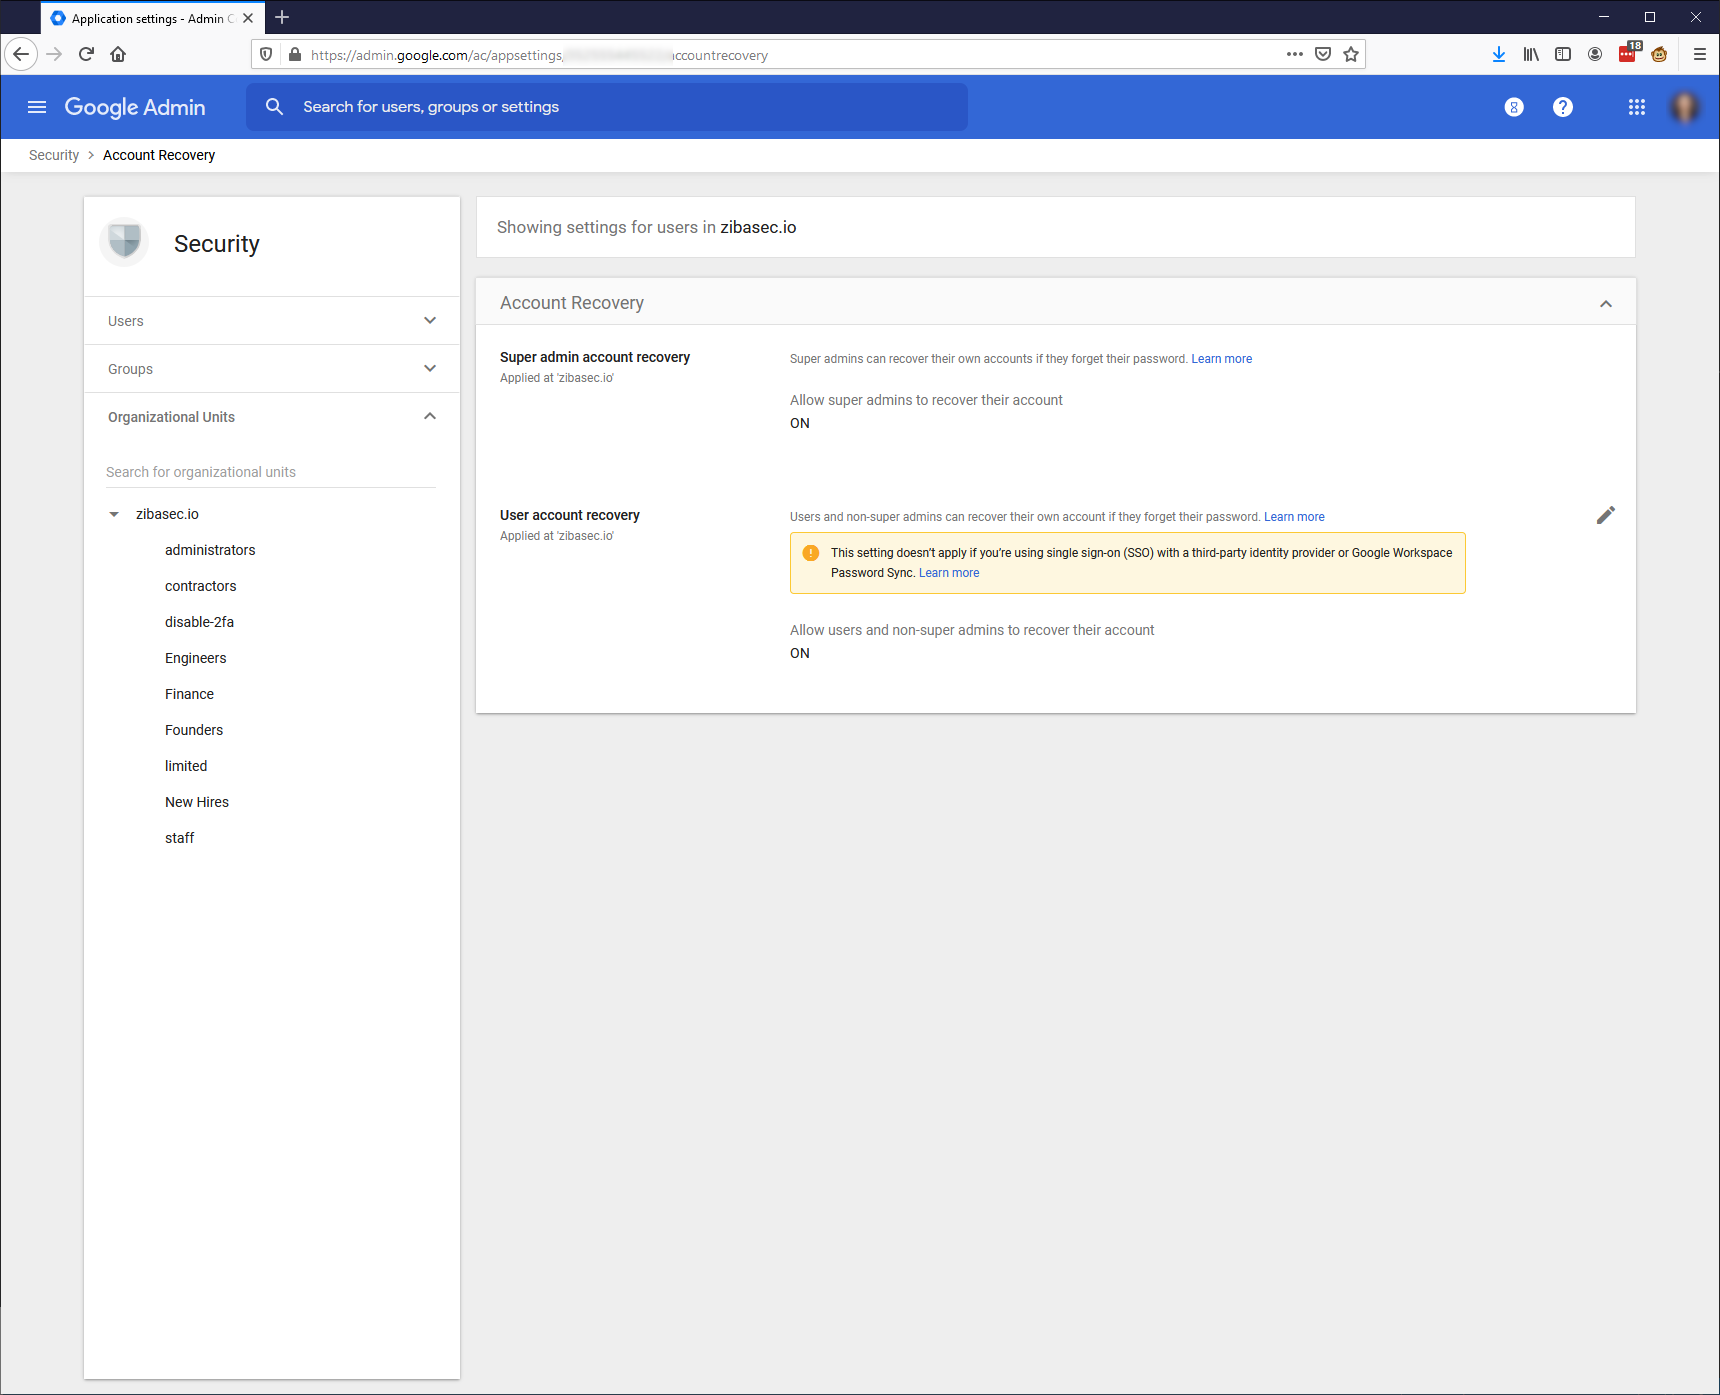 Application settings - Admin C
https://admin.google.com/ac/appsettings accountrecovery
18
Google Admin
Search for users, groups or settings
Security > Account Recovery
Security
Users
Groups
Organizational Units
Search for organizational units
zibasec.io
administrators
contractors
disable-2fa
Engineers
Finance
Founders
limited
New Hires
staff
Showing settings for users in zibasec.io
Account Recovery
Super admin account recovery
Applied at 'zibasec.io'
Super admins can recover their own accounts if they forget their password. Learn more
Allow super admins to recover their account
ON
User account recovery
Applied at 'zibasec.io'
Users and non-super admins can recover their own account if they forget their password. Learn more
This setting doesn't apply if you're using single sign-on (SSO) with a third-party identity provider or Google Workspace
Password Sync. Learn more
Allow users and non-super admins to recover their account
ON